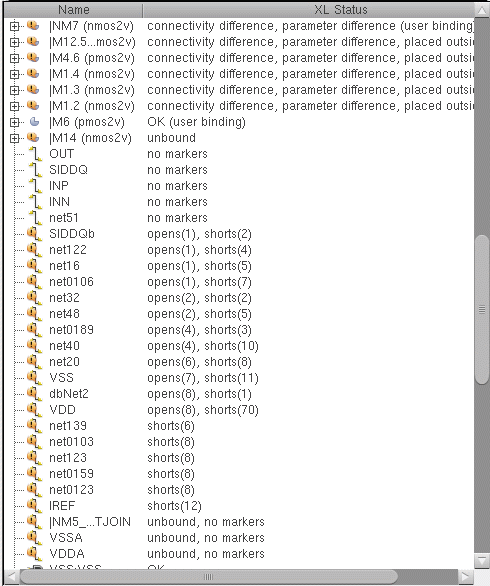 Name XL Status
|NM7 (nmos2v) connectivity difference, parameter difference (user binding)
|M12.5...mos2v) connectivity difference, parameter difference, placed outsi
|M4.6 (pmos2v) connectivity difference, parameter difference, placed outsi
|M1.4 (nmos2v) connectivity difference, parameter difference, placed outsi
|M1.3 (nmos2v) connectivity difference, parameter difference, placed outsi
|M1.2 (nmos2v) connectivity difference, parameter difference, placed outsi
|M6 (pmos2v) OK (user binding)
|M14 (nmos2v) unbound
OUT no markers
SIDDQ no markers
INP no markers
INN no markers
net51 no markers
SIDDQb opens(1), shorts(2)
net122 opens(1), shorts(4)
net16 opens(1), shorts(5)
net0106 opens(1), shorts(7)
net32 opens(2), shorts(2)
net48 opens(2), shorts(5)
net0189 opens(4), shorts(3)
net40 opens(4), shorts(10)
net20 opens(6), shorts(8)
VSS opens(7), shorts(11)
dbNet2 opens(8), shorts(1)
VDD opens(8), shorts(70)
net139 shorts(6)
net0103 shorts(8)
net123 shorts(8)
net0159 shorts(8)
net0123 shorts(8)
IREF shorts(12)
|NM5_...TJOIN unbound, no markers
VSSA unbound, no markers
VDDA unbound, no markers
VSS:VSS OK